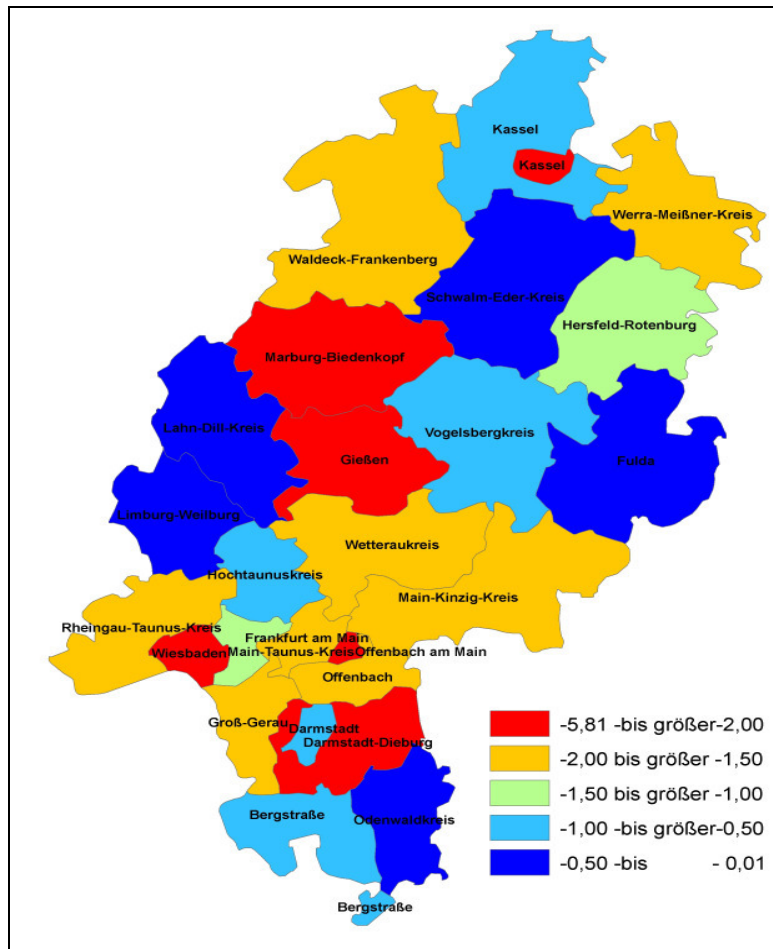 Kassel
Kassel
Werra-Meißner-Kreis
Waldeck-Frankenberg
Schwalm-Eder-Kreis
Hersfeld-Rotenburg
Marburg-Biedenkopf
Lahn-Dill-Kreis
Vogelsbergkreis
Gießen
Fulda
Limburg-Weilburg
Wetteraukreis
Hochtaunuskreis
Main-Kinzig-Kreis
Rheingau-Taunus-Kreis
Frankfurt am Main
Wiesbaden
Main-Taunus-Kreis
Offenbach am Main
Offenbach
Groß-Gerau
Darmstadt
Darmstadt-Dieburg
Bergstraße
Odenwaldkreis
Bergstraße
-5,81 -bis größer-2,00
-2,00 bis größer -1,50
-1,50 bis größer -1,00
-1,00 -bis größer-0,50
-0,50 -bis - 0,01